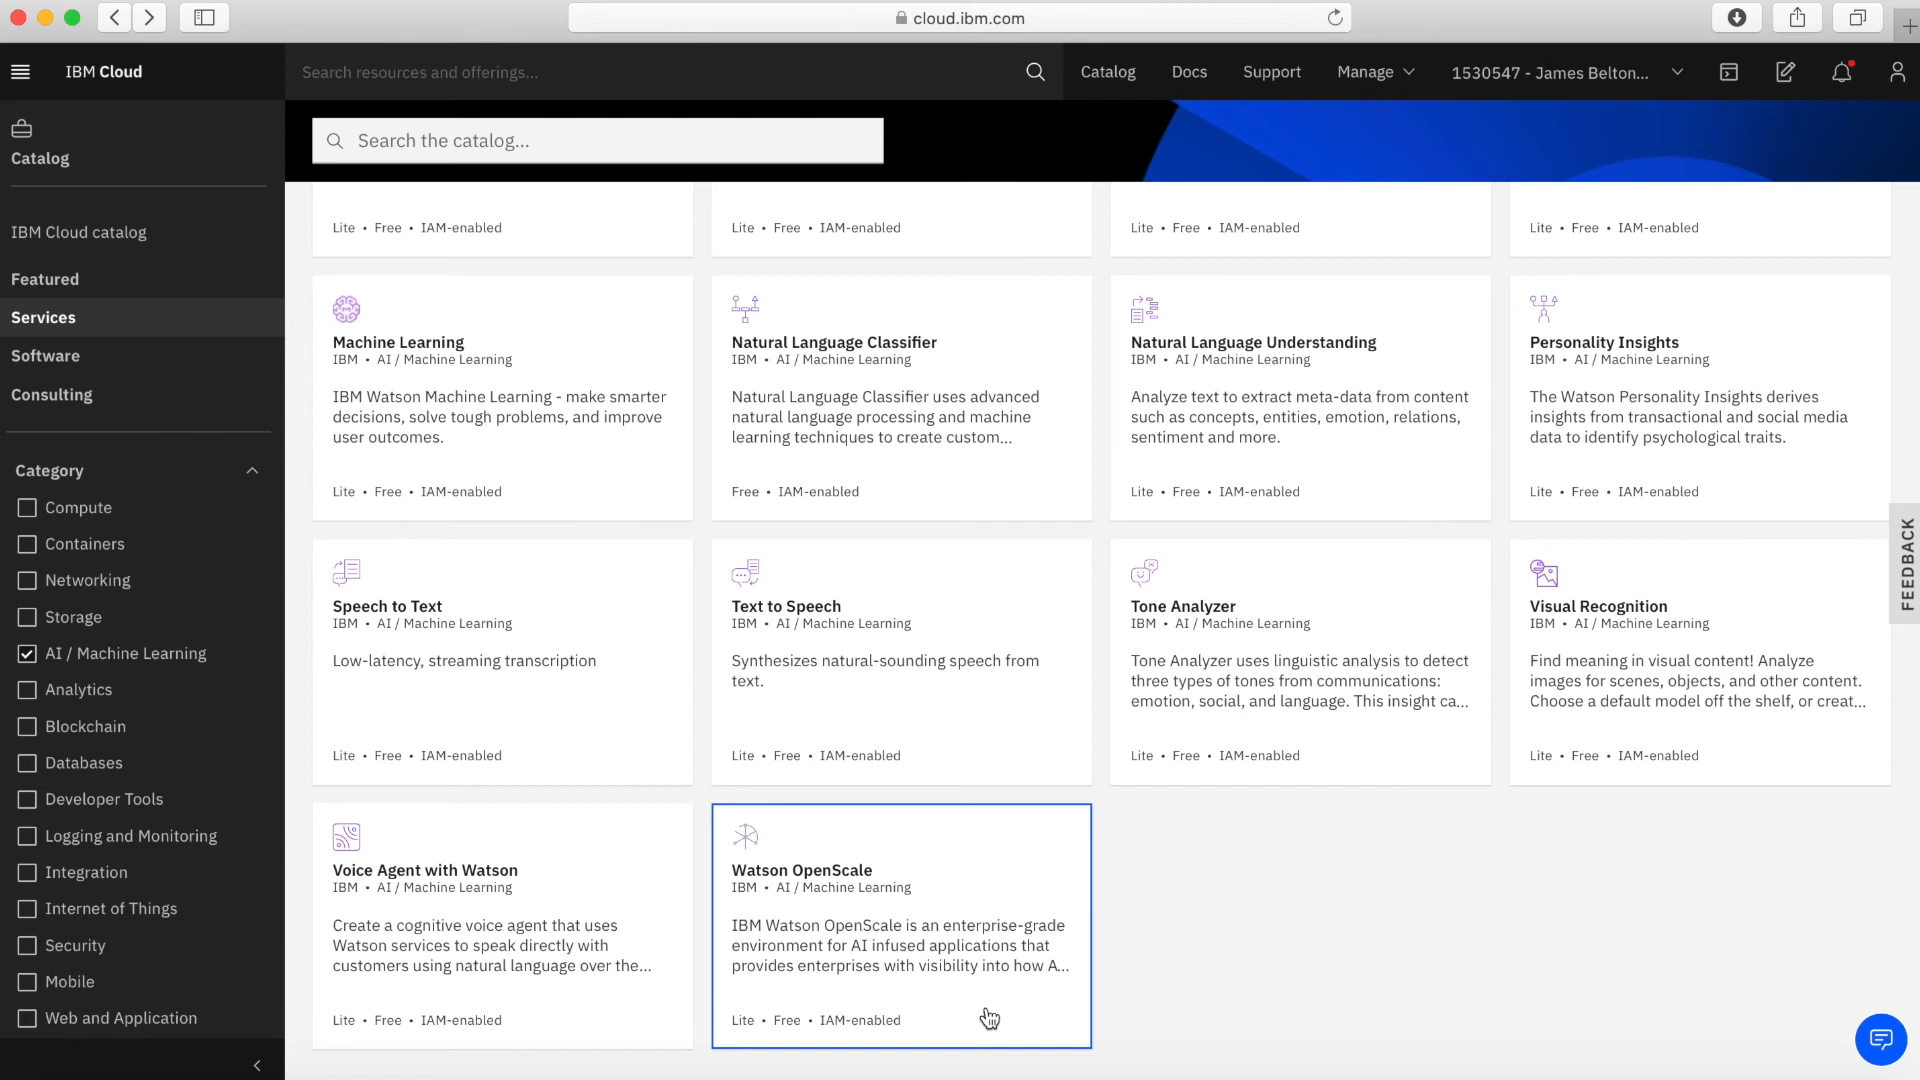 cloud.ibm.com
IBM Cloud
Search resources and offerings...
Catalog
Docs
Support
Manage
1530547 - James Belton...
Catalog
Search the catalog...
IBM Cloud catalog
Featured
Services
Software
Consulting
Category
Compute
Containers
Networking
Storage
AI / Machine Learning
Analytics
Blockchain
Databases
Developer Tools
Logging and Monitoring
Integration
Internet of Things
Security
Mobile
Web and Application
Lite • Free • IAM-enabled
Lite • Free • IAM-enabled
Lite • Free • IAM-enabled
Lite • Free • IAM-enabled
Machine Learning
IBM • AI / Machine Learning
IBM Watson Machine Learning - make smarter
decisions, solve tough problems, and improve
user outcomes.
Lite • Free • IAM-enabled
Natural Language Classifier
IBM • AI / Machine Learning
Natural Language Classifier uses advanced
natural language processing and machine
learning techniques to create custom...
Free • IAM-enabled
Natural Language Understanding
IBM • AI / Machine Learning
Analyze text to extract meta-data from content
such as concepts, entities, emotion, relations,
sentiment and more.
Lite • Free • IAM-enabled
Personality Insights
IBM • AI / Machine Learning
The Watson Personality Insights derives
insights from transactional and social media
data to identify psychological traits.
Lite • Free • IAM-enabled
Speech to Text
IBM • AI / Machine Learning
Low-latency, streaming transcription
Lite • Free • IAM-enabled
Text to Speech
IBM • AI / Machine Learning
Synthesizes natural-sounding speech from
text.
Lite • Free • IAM-enabled
Tone Analyzer
IBM • AI / Machine Learning
Tone Analyzer uses linguistic analysis to detect
three types of tones from communications:
emotion, social, and language. This insight ca...
Lite • Free • IAM-enabled
Visual Recognition
IBM • AI / Machine Learning
Find meaning in visual content! Analyze
images for scenes, objects, and other content.
Choose a default model off the shelf, or creat...
Lite • Free • IAM-enabled
Voice Agent with Watson
IBM • AI / Machine Learning
Create a cognitive voice agent that uses
Watson services to speak directly with
customers using natural language over the...
Lite • Free • IAM-enabled
Watson OpenScale
IBM • AI / Machine Learning
IBM Watson OpenScale is an enterprise-grade
environment for AI infused applications that
provides enterprises with visibility into how A...
Lite • Free • IAM-enabled
FEEDBACK